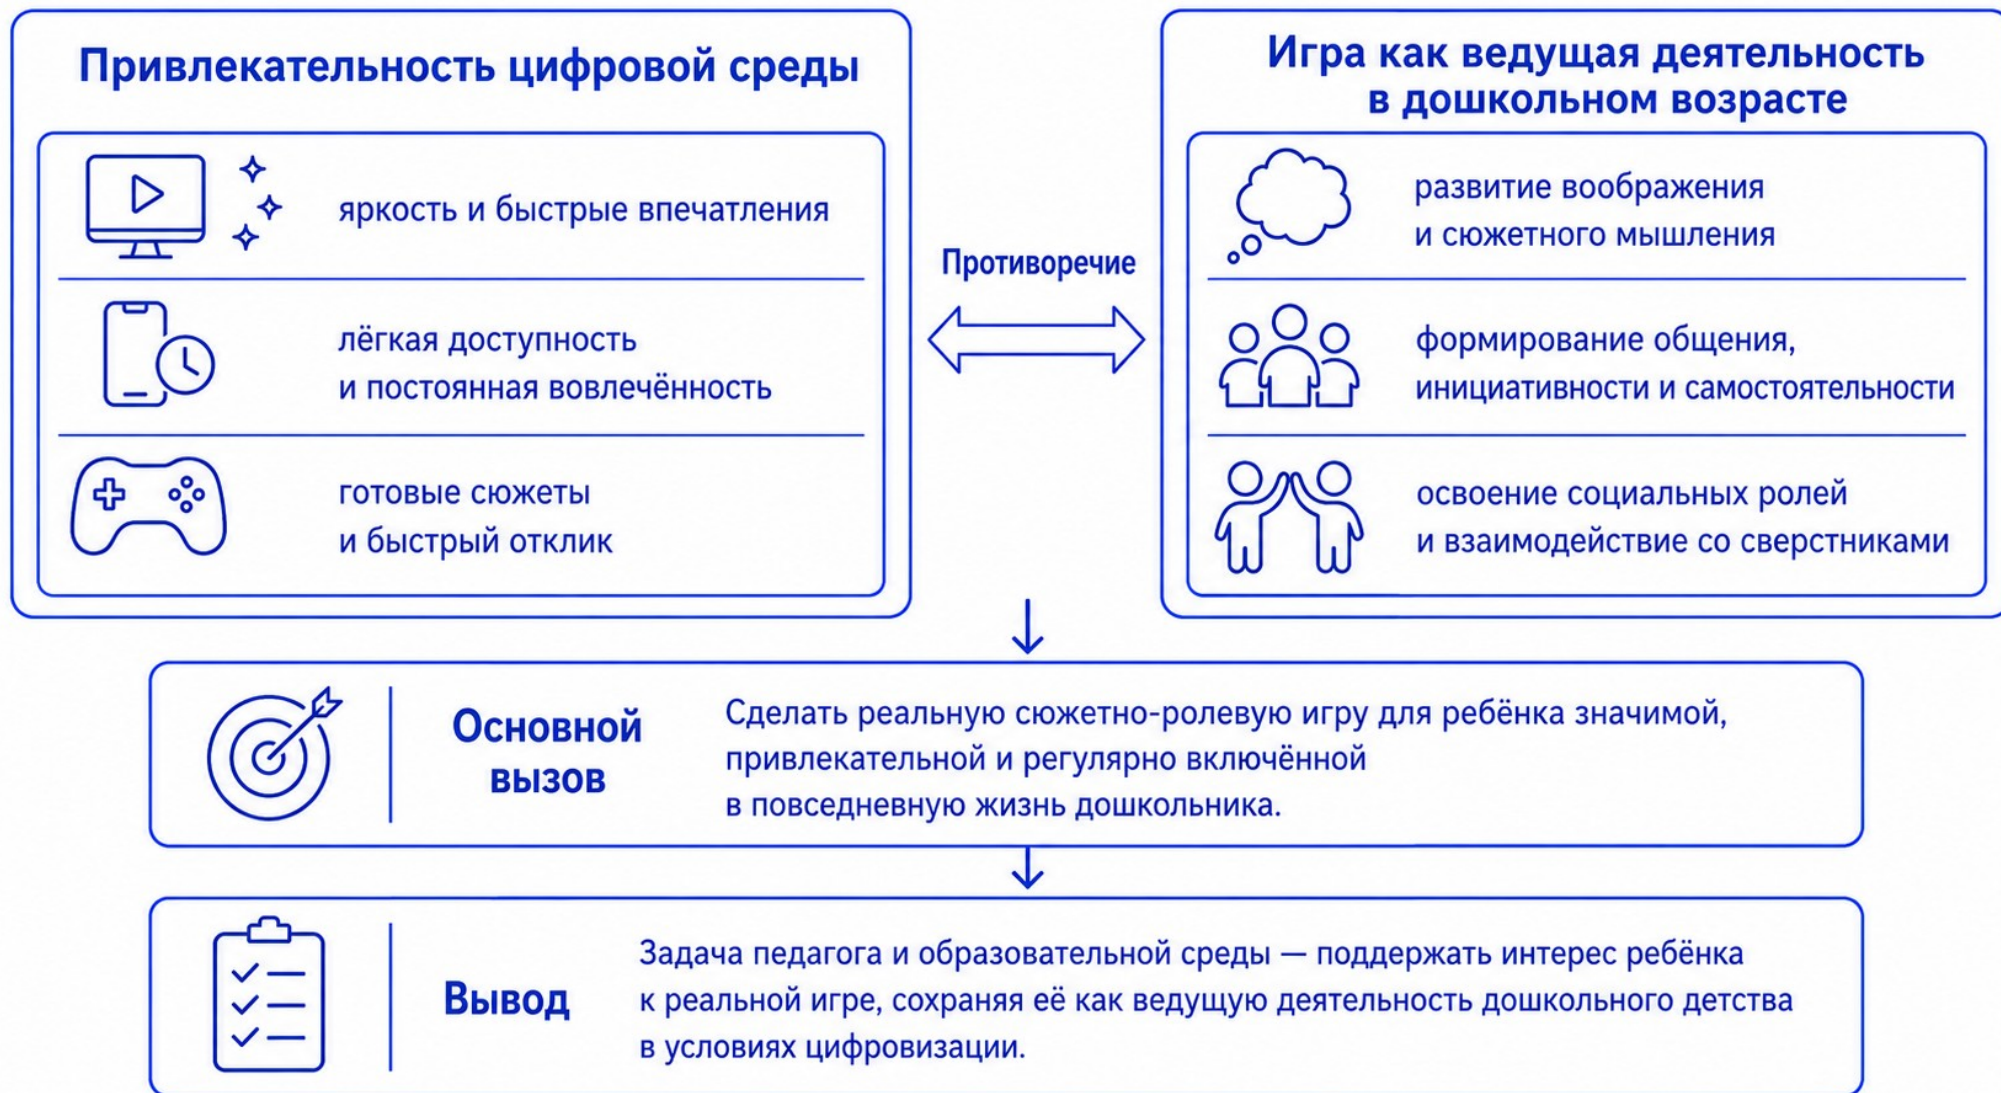 Привлекательность цифровой среды
яркость и быстрые впечатления
лёгкая доступность
и постоянная вовлечённость
готовые сюжеты
и быстрый отклик
Противоречие
Игра как ведущая деятельность
в дошкольном возрасте
развитие воображения
и сюжетного мышления
формирование общения,
инициативности и самостоятельности
освоение социальных ролей
и взаимодействие со сверстниками
Основной
вызов
Сделать реальную сюжетно-ролевую игру для ребёнка значимой,
привлекательной и регулярно включённой
в повседневную жизнь дошкольника.
Вывод
Задача педагога и образовательной среды — поддержать интерес ребёнка
к реальной игре, сохраняя её как ведущую деятельность дошкольного детства
в условиях цифровизации.